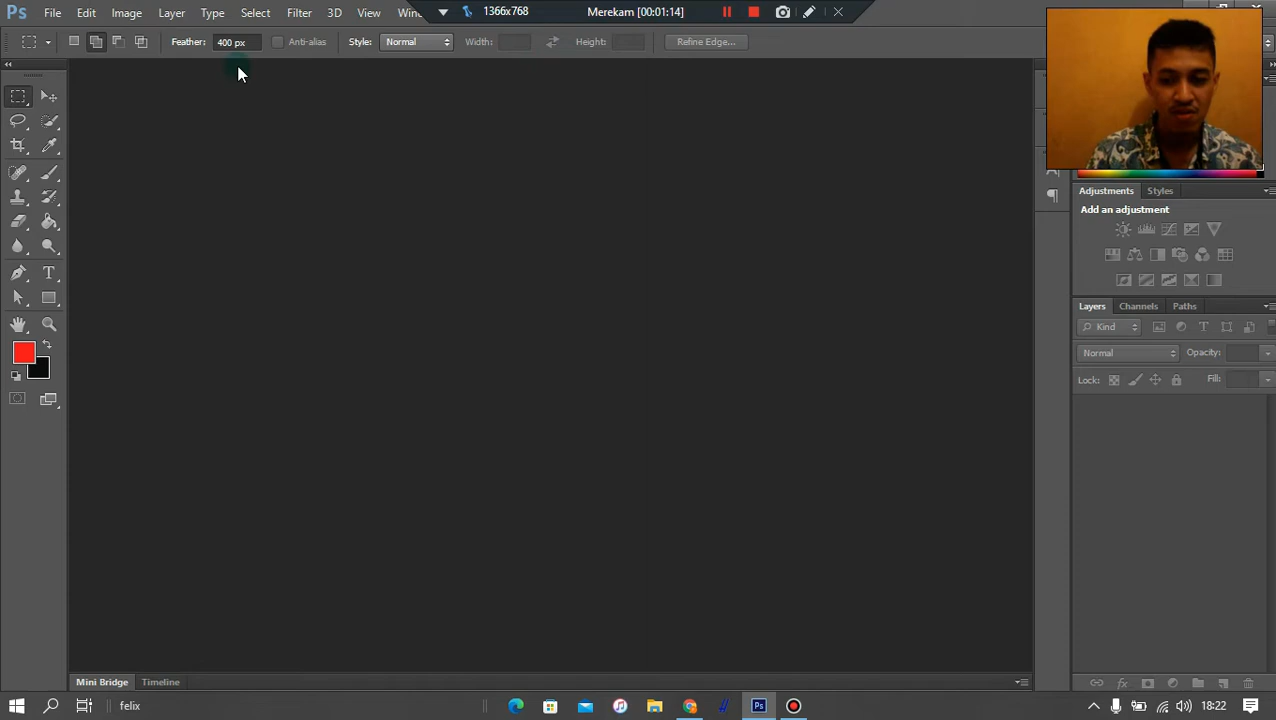 Ps File Edit Image Layer Type Select Filter 3D View Win
1366x768 Merekam [00:01:14]
Feather: 400 px Anti-alias Style: Normal Width: Height: Refine Edge...
Adjustments Styles
Add an adjustment
Layers Channels Paths
Kind T
Normal Opacity:
Lock: Fill:
T
fx
Mini Bridge Timeline
felix Ps 18:22